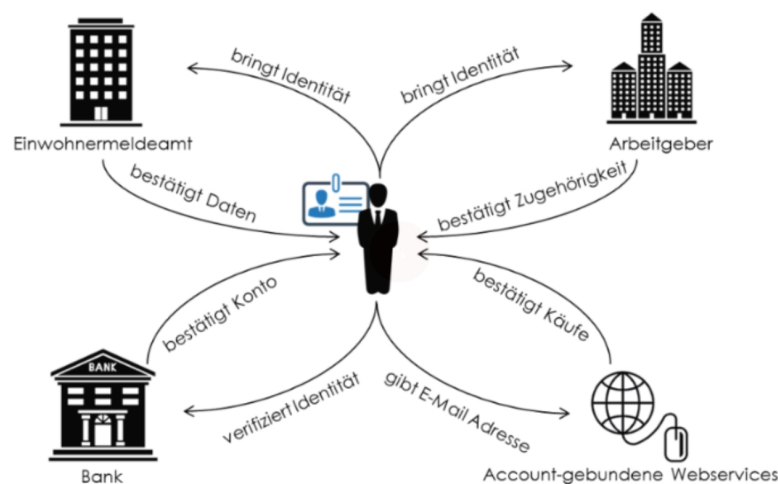 bringt Identität
bringt Identität
Einwohnermeldeamt
Arbeitgeber
bestätigt Daten
bestätigt Zugehörigkeit
bestätigt Konto
bestätigt Käufe
BANK
verifiziert Identität
gibt E-Mail Adresse
Bank
Account-gebundene Webservices